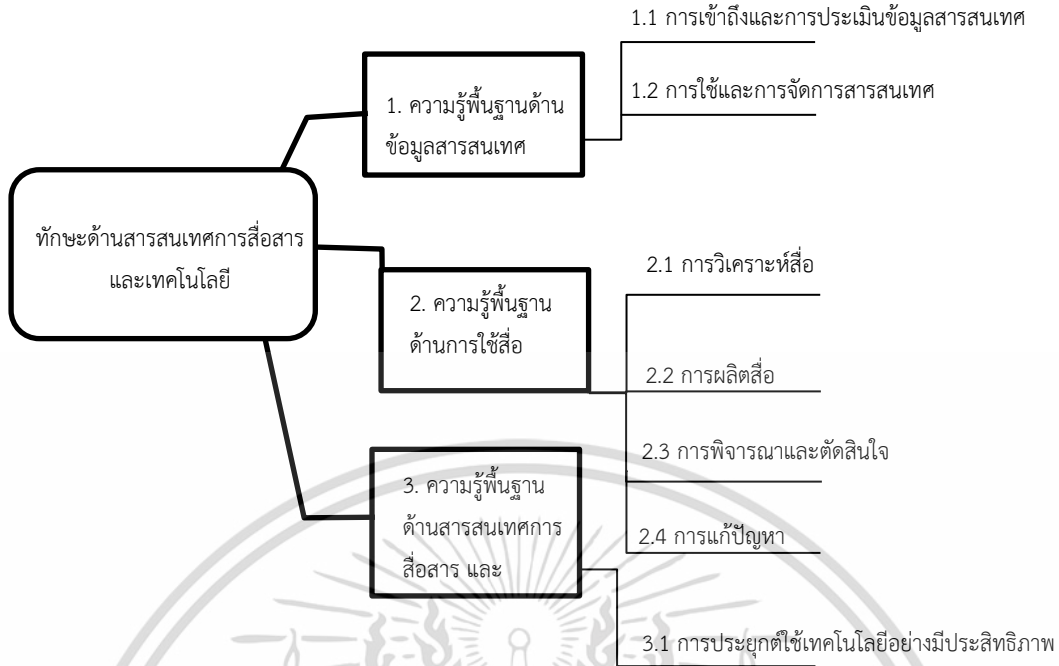 ทักษะด้านสารสนเทศการสื่อสาร
และเทคโนโลยี
1. ความรู้พื้นฐานด้าน
ข้อมูลสารสนเทศ
1.1 การเข้าถึงและการประเมินข้อมูลสารสนเทศ
1.2 การใช้และการจัดการสารสนเทศ
2. ความรู้พื้นฐาน
ด้านการใช้สื่อ
2.1 การวิเคราะห์สื่อ
2.2 การผลิตสื่อ
2.3 การพิจารณาและตัดสินใจ
2.4 การแก้ปัญหา
3. ความรู้พื้นฐาน
ด้านสารสนเทศการ
สื่อสาร และ
3.1 การประยุกต์ใช้เทคโนโลยีอย่างมีประสิทธิภาพ